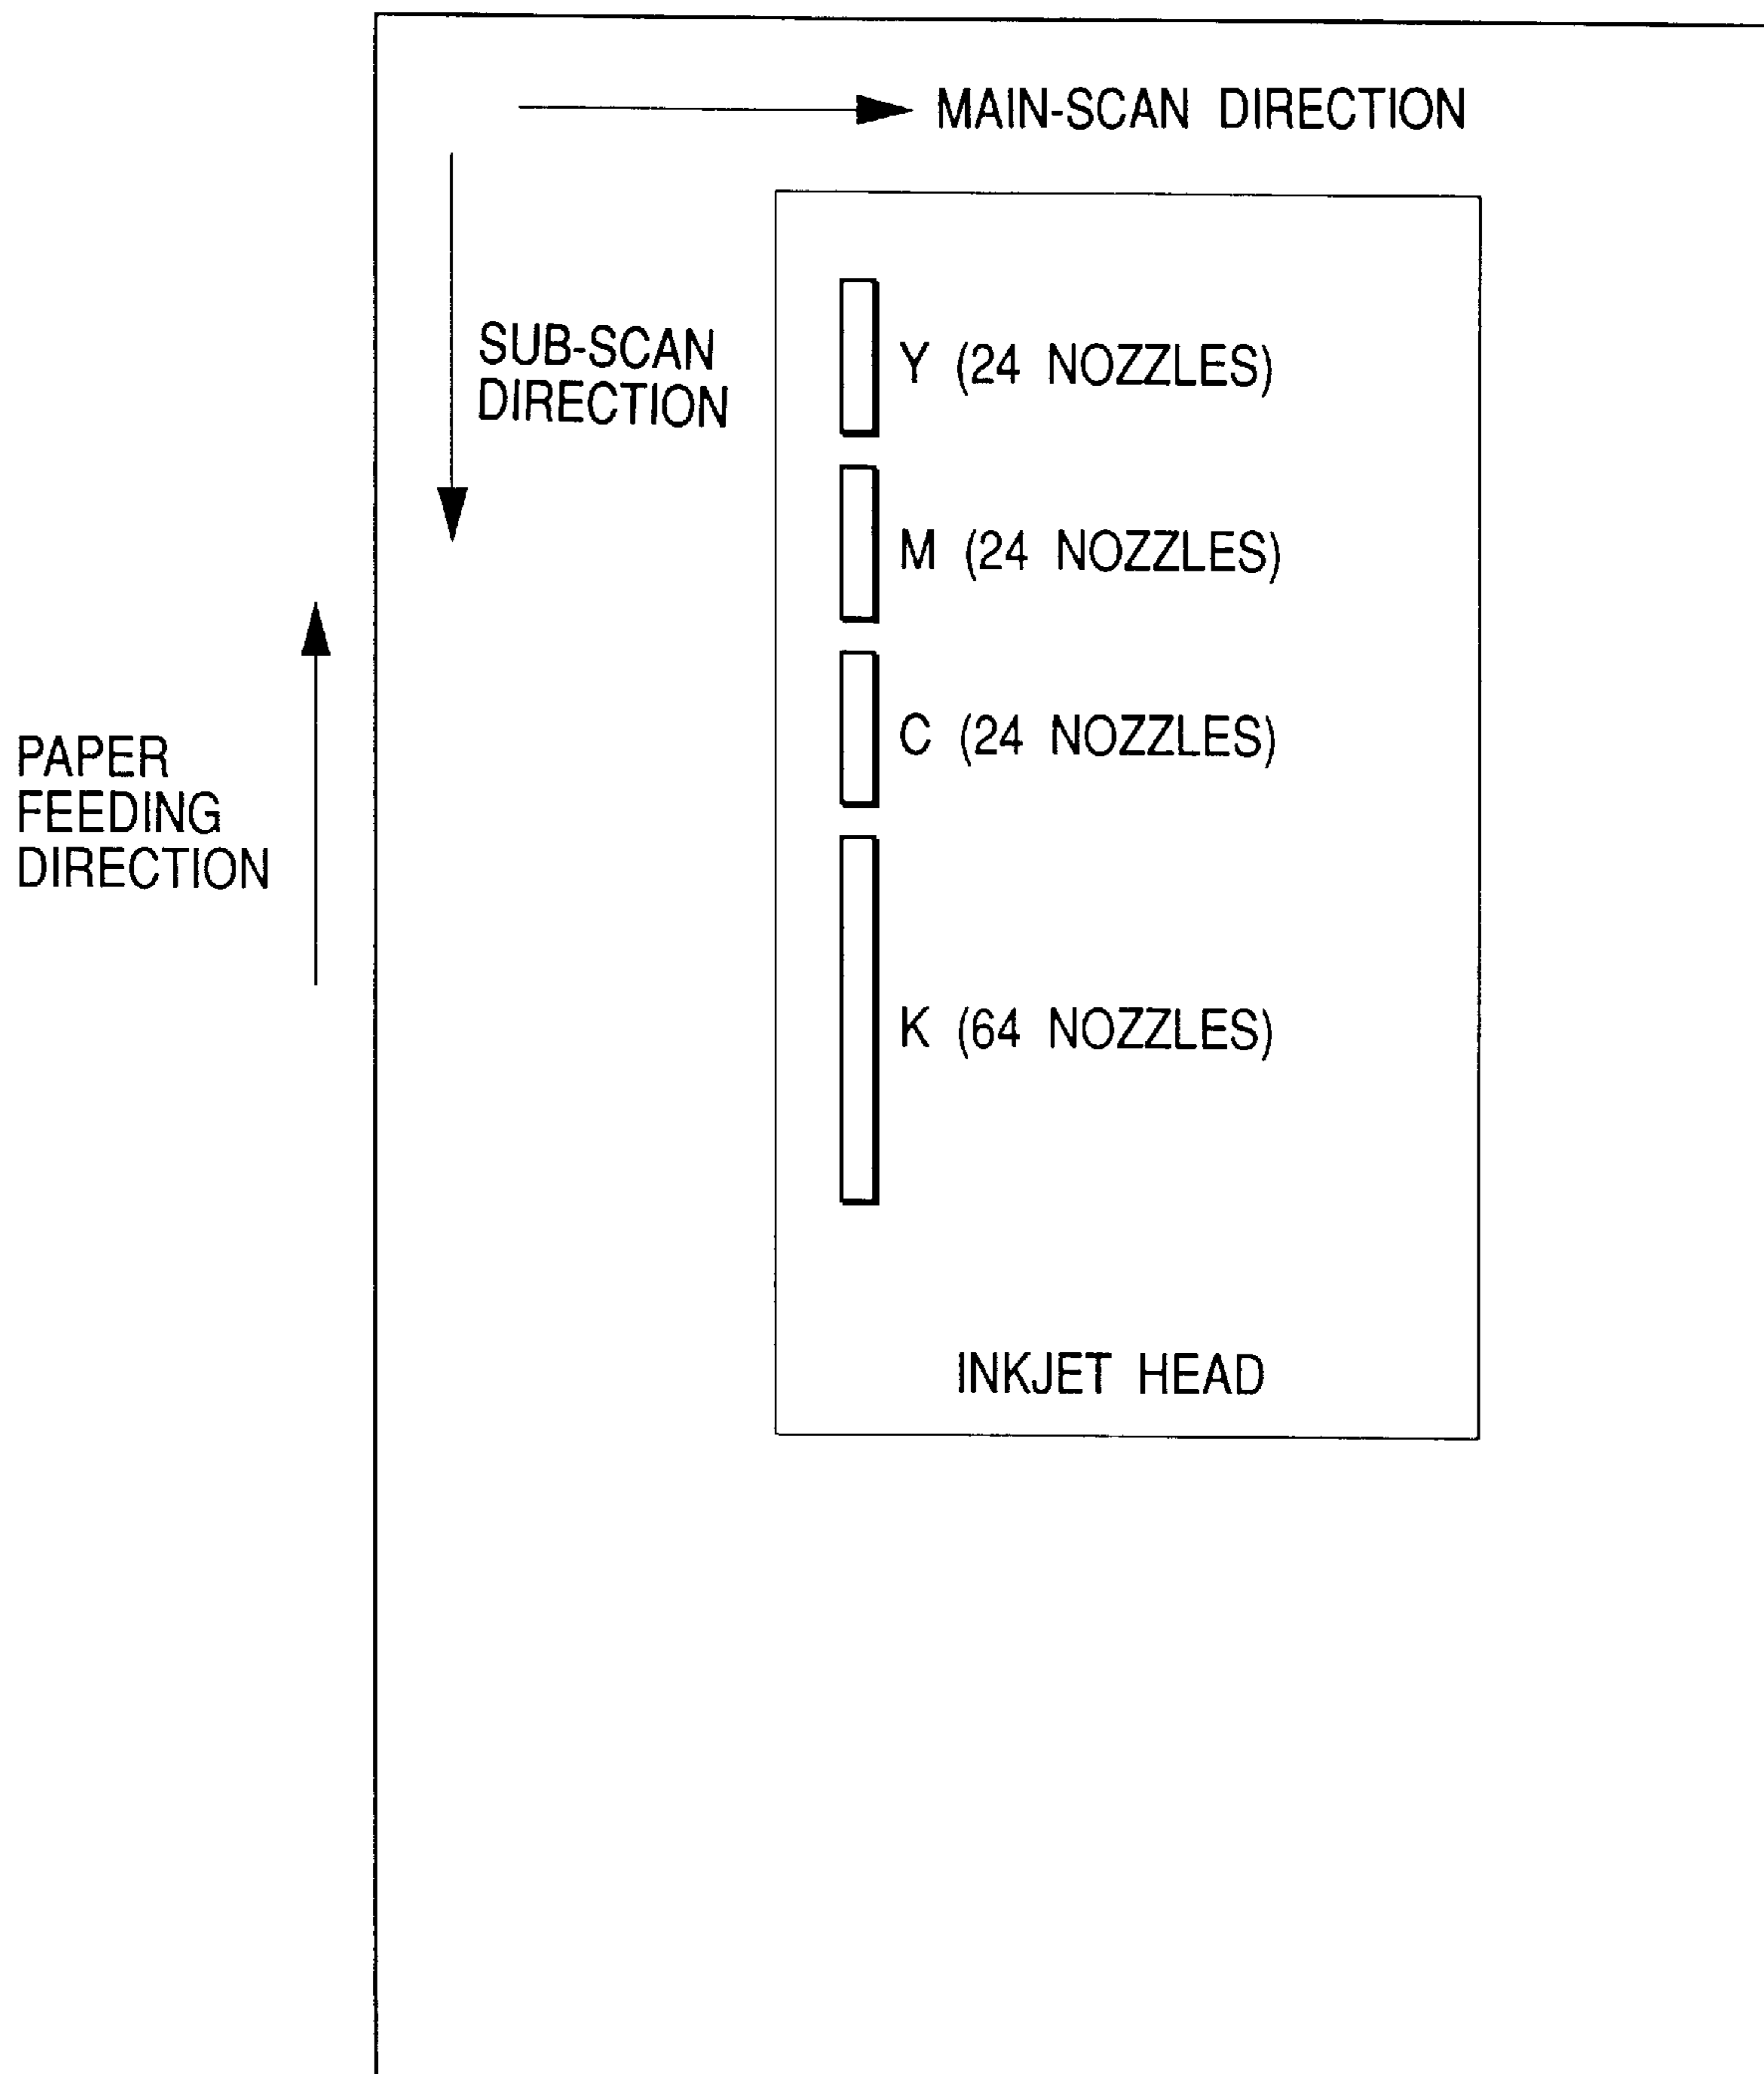 MAIN-SCAN DIRECTION
SUB-SCAN
DIRECTION
Y (24 NOZZLES)
M (24 NOZZLES)
PAPER
FEEDING
DIRECTION
C (24 NOZZLES)
K (64 NOZZLES)
INKJET HEAD